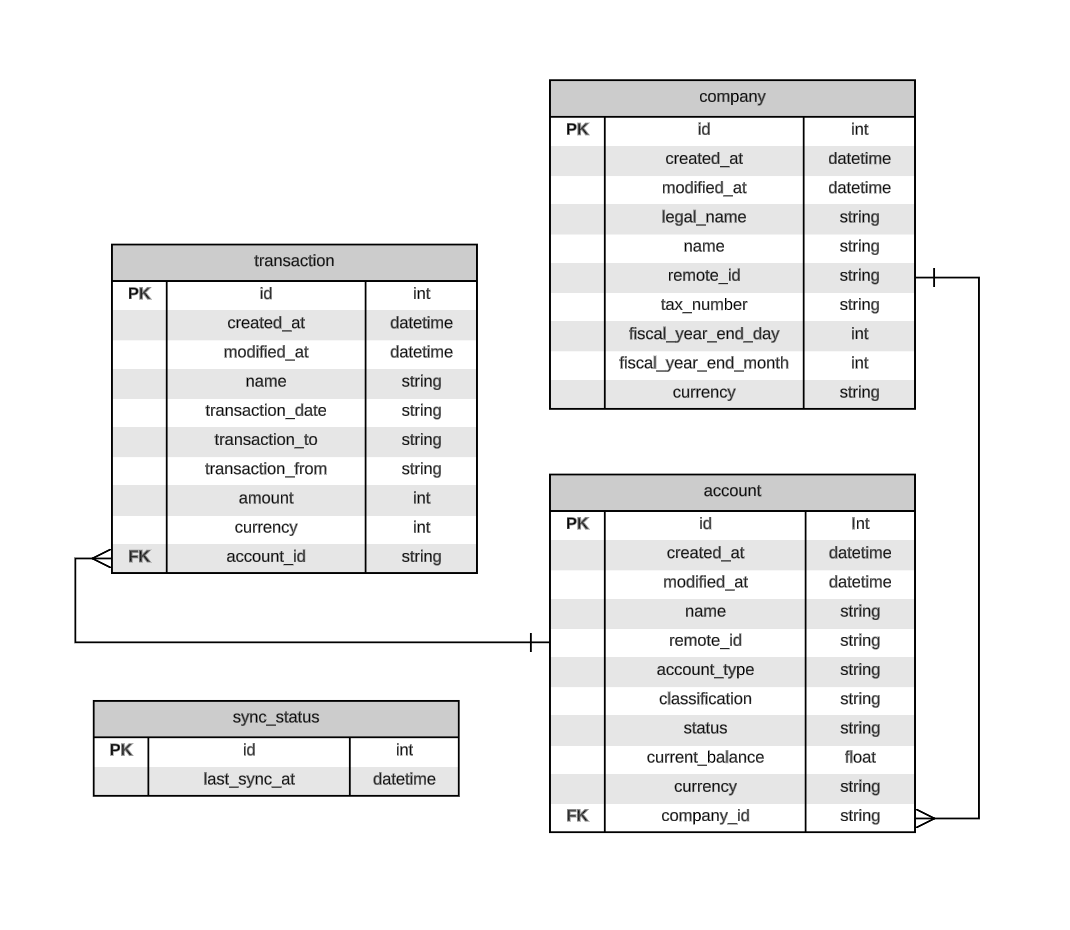 company
PK id int
created_at datetime
modified_at datetime
legal_name string
name string
remote_id string
tax_number string
fiscal_year_end_day int
fiscal_year_end_month int
currency string
transaction
PK id int
created_at datetime
modified_at datetime
name string
transaction_date string
transaction_to string
transaction_from string
amount int
currency int
FK account_id string
account
PK id Int
created_at datetime
modified_at datetime
name string
remote_id string
account_type string
classification string
status string
current_balance float
currency string
FK company_id string
sync_status
PK id int
last_sync_at datetime